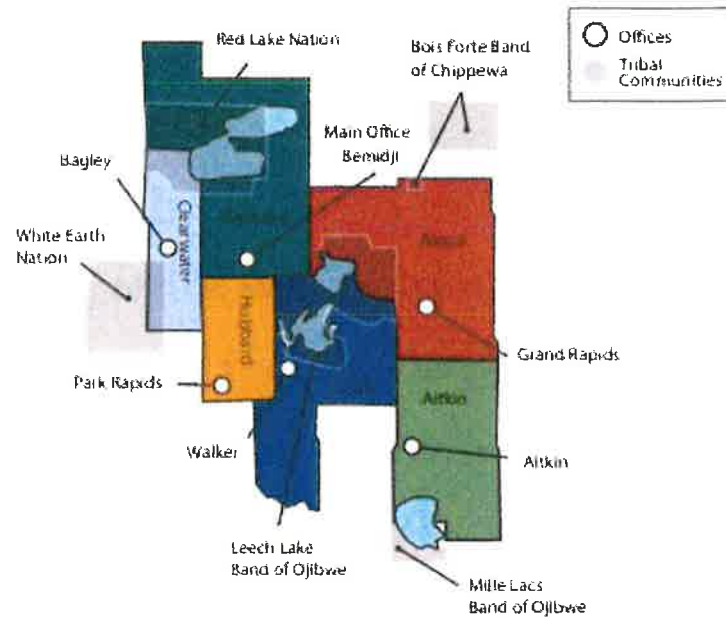 Red Lake Nation
Bois Forte Band
of Chippewa
Offices
Tribal
Communities
Main Office
Bemidji
Bagley
Clearwater
White Earth
Nation
Hubbard
Grand Rapids
Park Rapids
Aitkin
Walker
Aitkin
Leech Lake
Band of Ojibwe
Mille Lacs
Band of Ojibwe